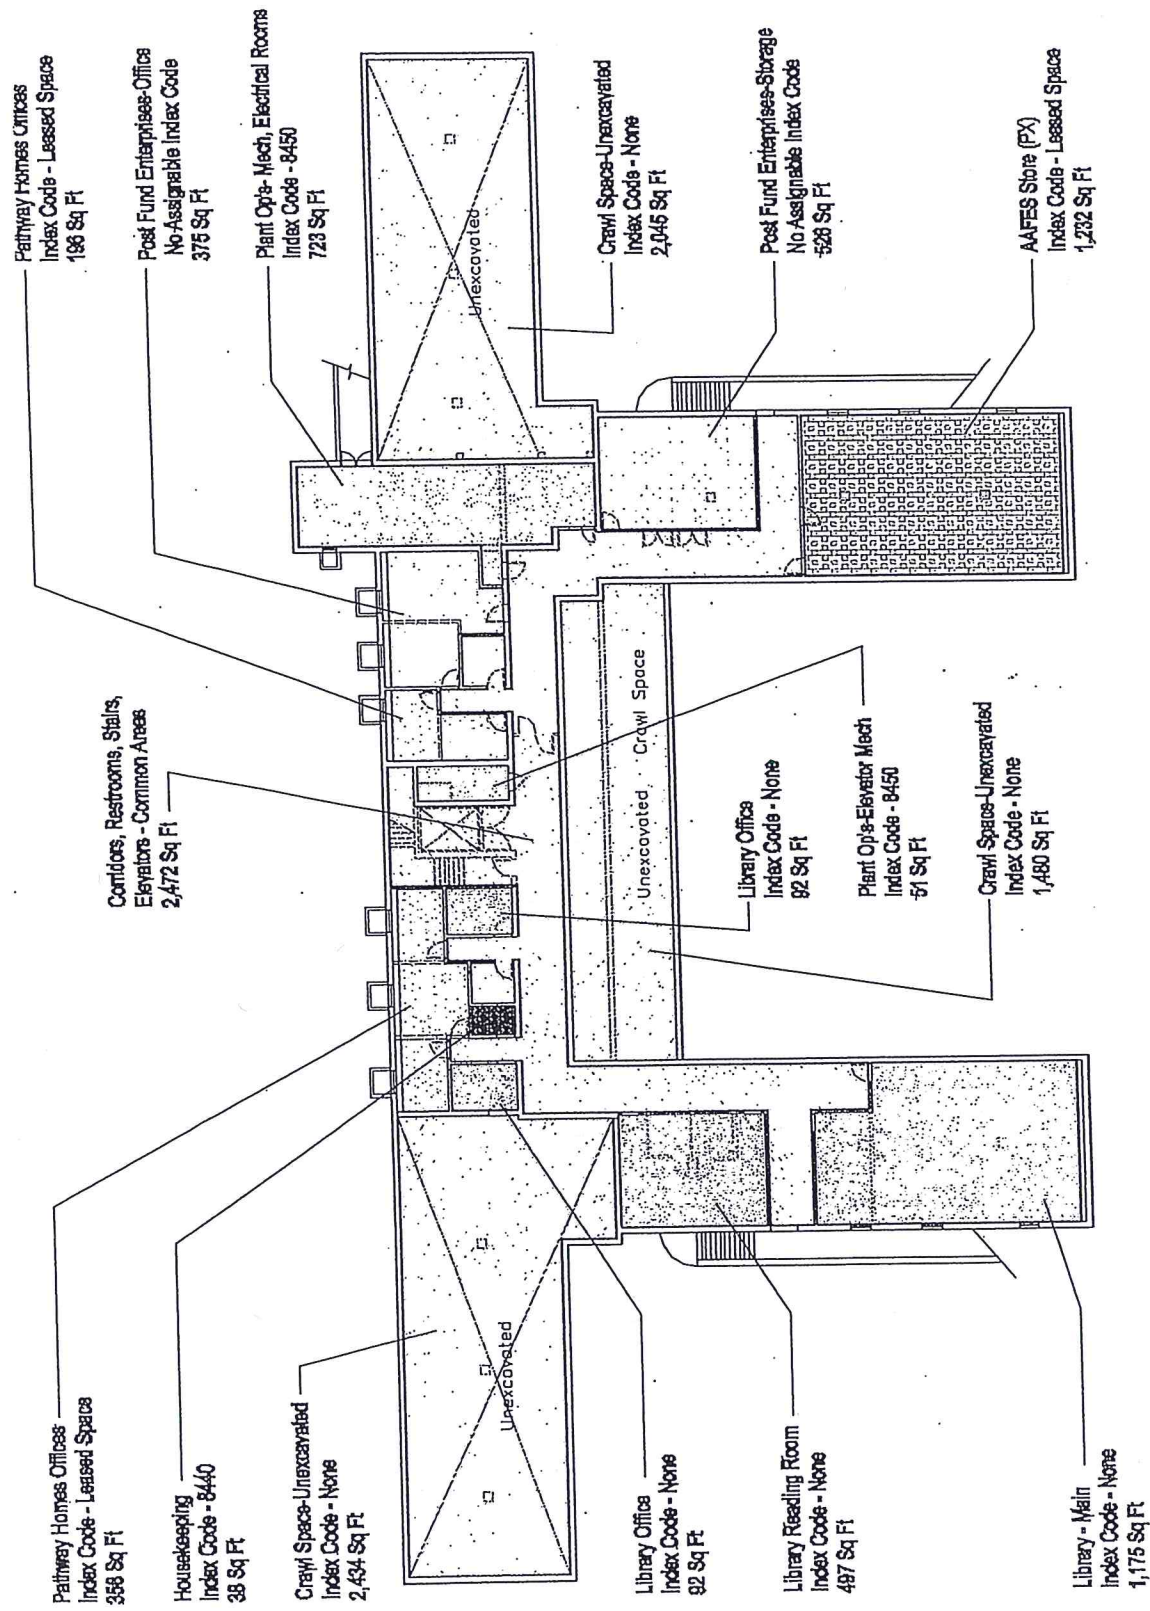 Pathway Homes Offices
Index Code - Leased Space
358 Sq Ft
Housekeeping
Index Code - 8440
38 Sq Ft
Crawl Space-Unexcavated
Index Code - None
2,434 Sq Ft
Library Office
Index Code - None
92 Sq Ft
Library Reading Room
Index Code - None
497 Sq Ft
Library - Main
Index Code - None
1,175 Sq Ft
Unexcavated
Corridors, Restrooms, Stairs,
Elevators - Common Areas
2,472 Sq Ft
Library Office
Index Code - None
92 Sq Ft
Plant Op's-Elevator Mech
Index Code - 8450
51 Sq Ft
Crawl Space-Unexcavated
Index Code - None
1,480 Sq Ft
Unexcavated Crawl Space
Pathway Homes Offices
Index Code - Leased Space
196 Sq Ft
Post Fund Enterprises-Office
No Assignable Index Code
375 Sq Ft
Plant Op's- Mech, Electrical Rooms
Index Code - 8450
723 Sq Ft
Unexcavated
Crawl Space-Unexcavated
Index Code - None
2,045 Sq Ft
Post Fund Enterprises-Storage
No Assignable Index Code
526 Sq Ft
AAFES Store (PX)
Index Code - Leased Space
1,232 Sq Ft